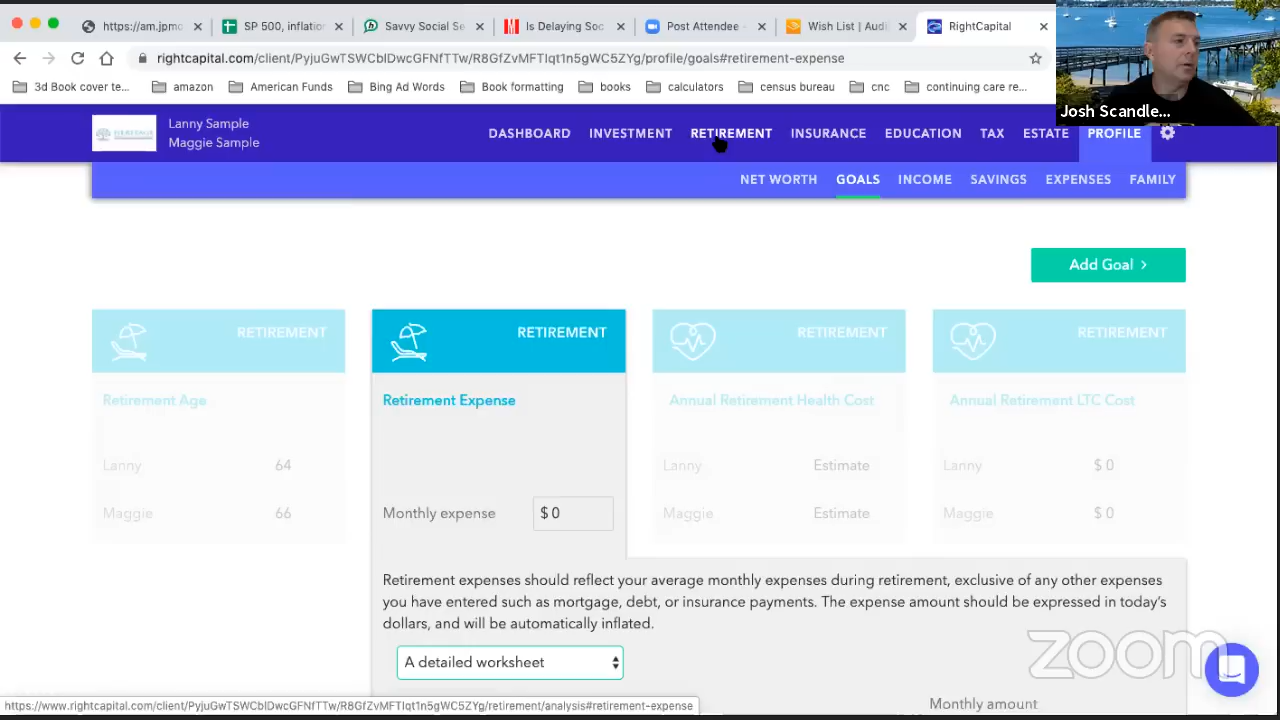 https://am.jpmo
SP 500, inflation
Savvy Social Se
Is Delaying Soc
Post Attendee
Wish List | Audi
RightCapital
rightcapital.com/client/PyjuGwTSWCbIDwcGFNfTTw/R8GfZvMFTIqt1n5gWC5ZYg/profile/goals#retirement-expense
3d Book cover te...
amazon
American Funds
Bing Ad Words
Book formatting
books
calculators
census bureau
cnc
continuing care re...
Josh Scandle...
Lanny Sample
Maggie Sample
DASHBOARD
INVESTMENT
RETIREMENT
INSURANCE
EDUCATION
TAX
ESTATE
PROFILE
NET WORTH
GOALS
INCOME
SAVINGS
EXPENSES
FAMILY
Add Goal
RETIREMENT
RETIREMENT
RETIREMENT
RETIREMENT
Retirement Age
Retirement Expense
Annual Retirement Health Cost
Annual Retirement LTC Cost
Lanny 64
Lanny Estimate
Lanny $ 0
Maggie 66
Monthly expense $ 0
Maggie Estimate
Maggie $ 0
Retirement expenses should reflect your average monthly expenses during retirement, exclusive of any other expenses
you have entered such as mortgage, debt, or insurance payments. The expense amount should be expressed in today's
dollars, and will be automatically inflated.
A detailed worksheet
zoom
Monthly amount
https://www.rightcapital.com/client/PyjuGwTSWCbIDwcGFNfTTw/R8GfZvMFTIqt1n5gWC5ZYg/retirement/analysis#retirement-expense